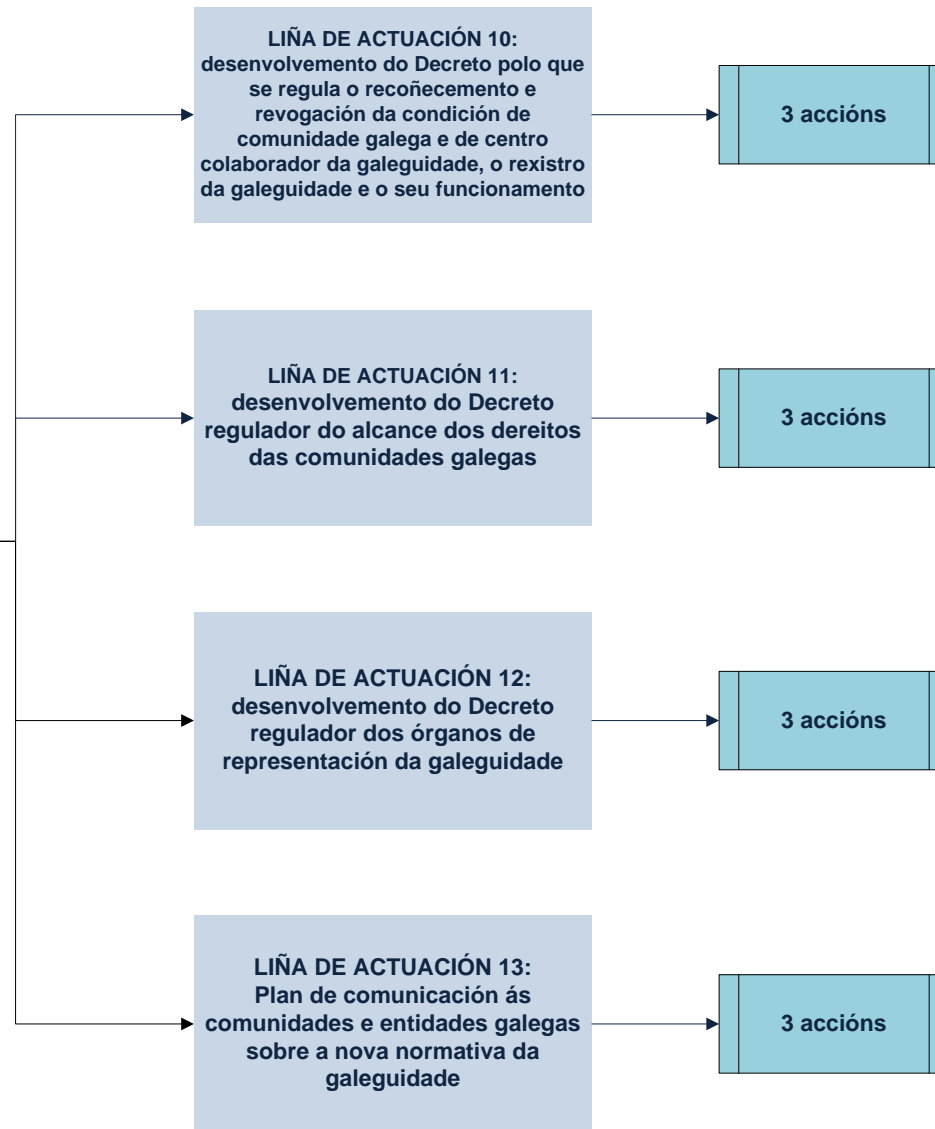 LIÑA DE ACTUACIÓN 10:
desenvolvemento do Decreto polo que
se regula o recoñecemento e
revogación da condición de
comunidade galega e de centro
colaborador da galeguidade, o rexistro
da galeguidade e o seu funcionamento
3 accións
LIÑA DE ACTUACIÓN 11:
desenvolvemento do Decreto
regulador do alcance dos dereitos
das comunidades galegas
3 accións
LIÑA DE ACTUACIÓN 12:
desenvolvemento do Decreto
regulador dos órganos de
representación da galeguidade
3 accións
LIÑA DE ACTUACIÓN 13:
Plan de comunicación ás
comunidades e entidades galegas
sobre a nova normativa da
galeguidade
3 accións